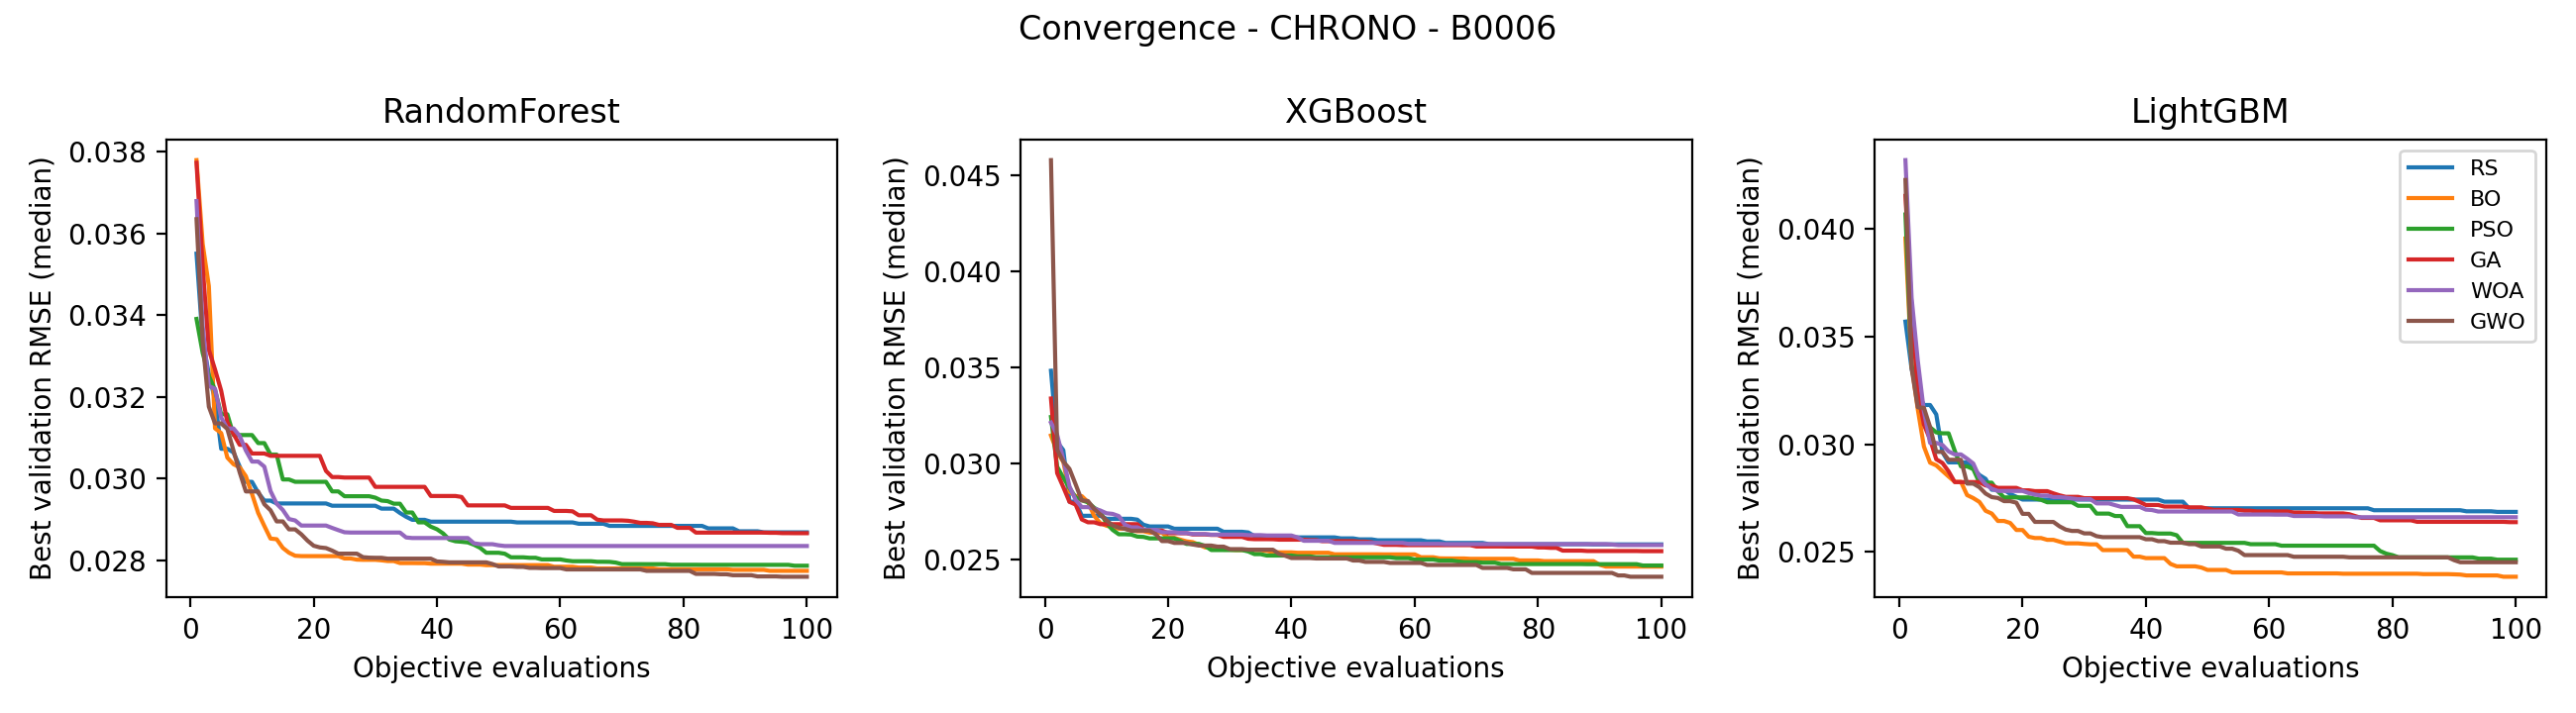 Convergence - CHRONO - B0006
RandomForest
Best validation RMSE (median)
0.038
0.036
0.034
0.032
0.030
0.028
0 20 40 60 80 100
Objective evaluations
XGBoost
Best validation RMSE (median)
0.045
0.040
0.035
0.030
0.025
0 20 40 60 80 100
Objective evaluations
LightGBM
Best validation RMSE (median)
0.040
0.035
0.030
0.025
0 20 40 60 80 100
Objective evaluations
RS
BO
PSO
GA
WOA
GWO